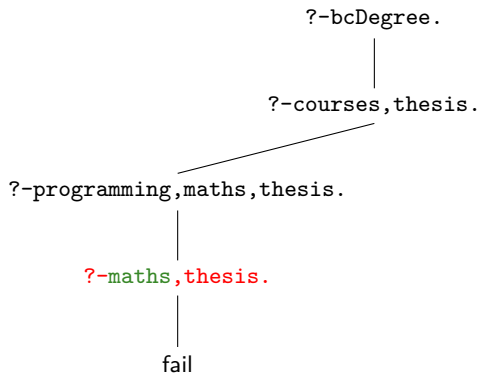 ?-bcDegree.
?-courses,thesis.
?-programming,maths,thesis.
?-maths,thesis.
fail